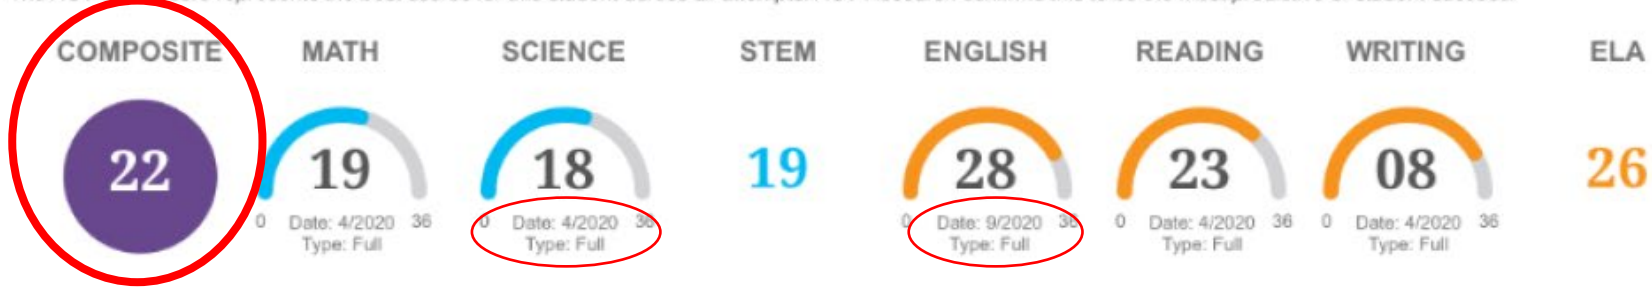 COMPOSITE MATH SCIENCE STEM ENGLISH READING WRITING ELA
22 19 18 19 28 23 08 26
0 Date: 4/2020 36 0 Date: 4/2020 36 0 Date: 9/2020 36 0 Date: 4/2020 36 0 Date: 4/2020 36
Type: Full Type: Full Type: Full Type: Full Type: Full